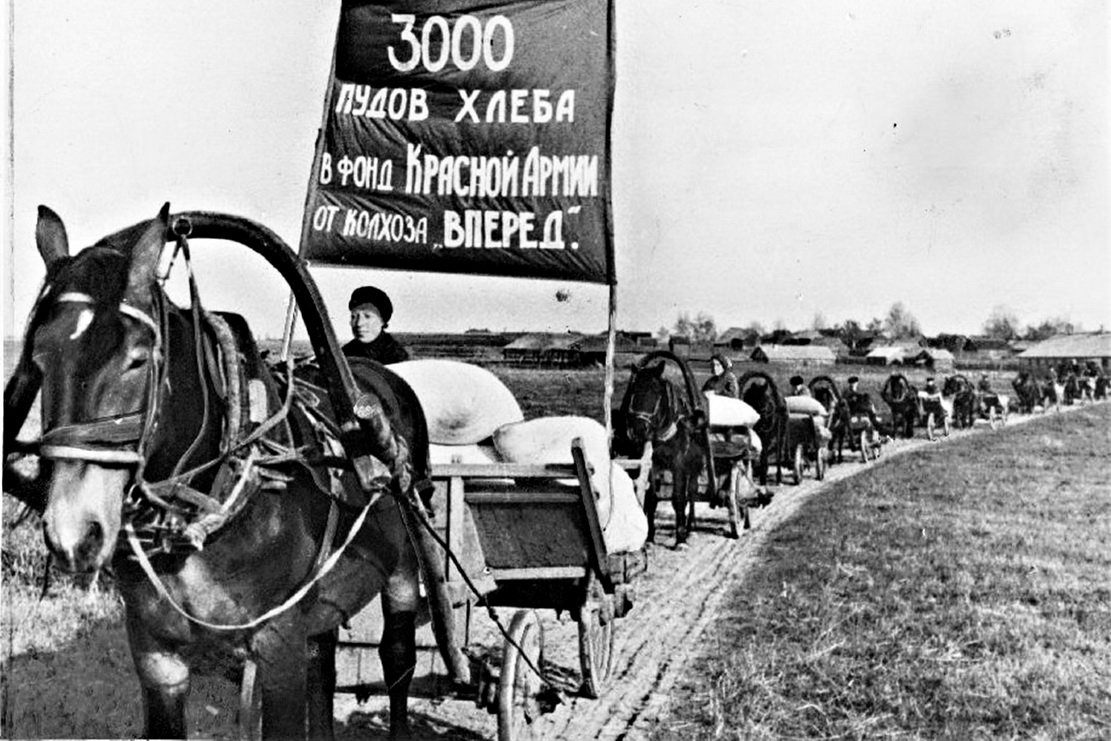 3000
ПУДОВ ХЛЕБА
В ФОНД КРАСНОЙ АРМИИ
ОТ КОЛХОЗА „ВПЕРЕД“.